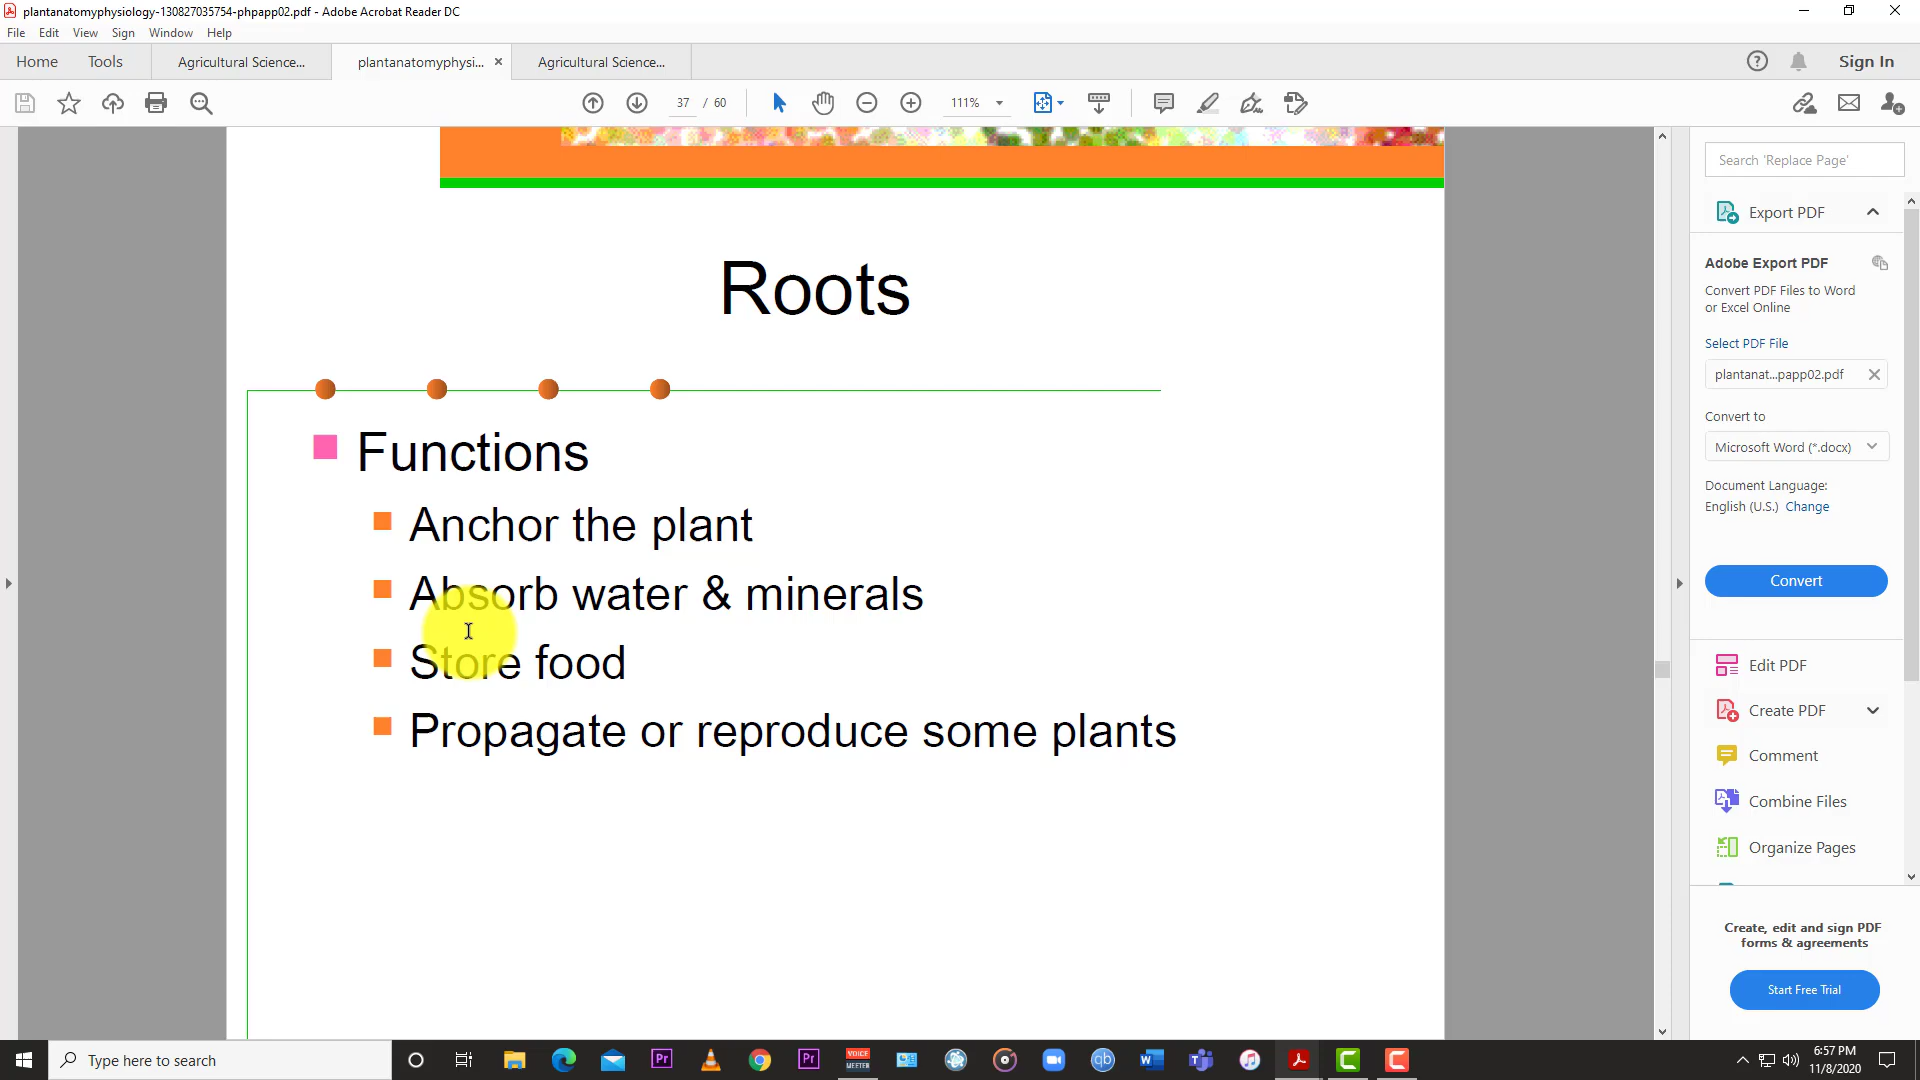 plantanatomyphysiology-130827035754-phpapp02.pdf - Adobe Acrobat Reader DC
File Edit View Sign Window Help
Home Tools Agricultural Science... plantanatomyphysi... × Agricultural Science... Sign In
37 / 60 111%
Search 'Replace Page'
Export PDF
Adobe Export PDF
Convert PDF Files to Word
or Excel Online
Select PDF File
plantanat...papp02.pdf
Convert to
Microsoft Word (*.docx)
Document Language:
English (U.S.) Change
Convert
Edit PDF
Create PDF
Comment
Combine Files
Organize Pages
Create, edit and sign PDF
forms & agreements
Start Free Trial
Roots
Functions
Anchor the plant
Absorb water & minerals
Store food
Propagate or reproduce some plants
Type here to search
Pr
Pr
VOICE
MEETER
qb
6:57 PM
11/8/2020